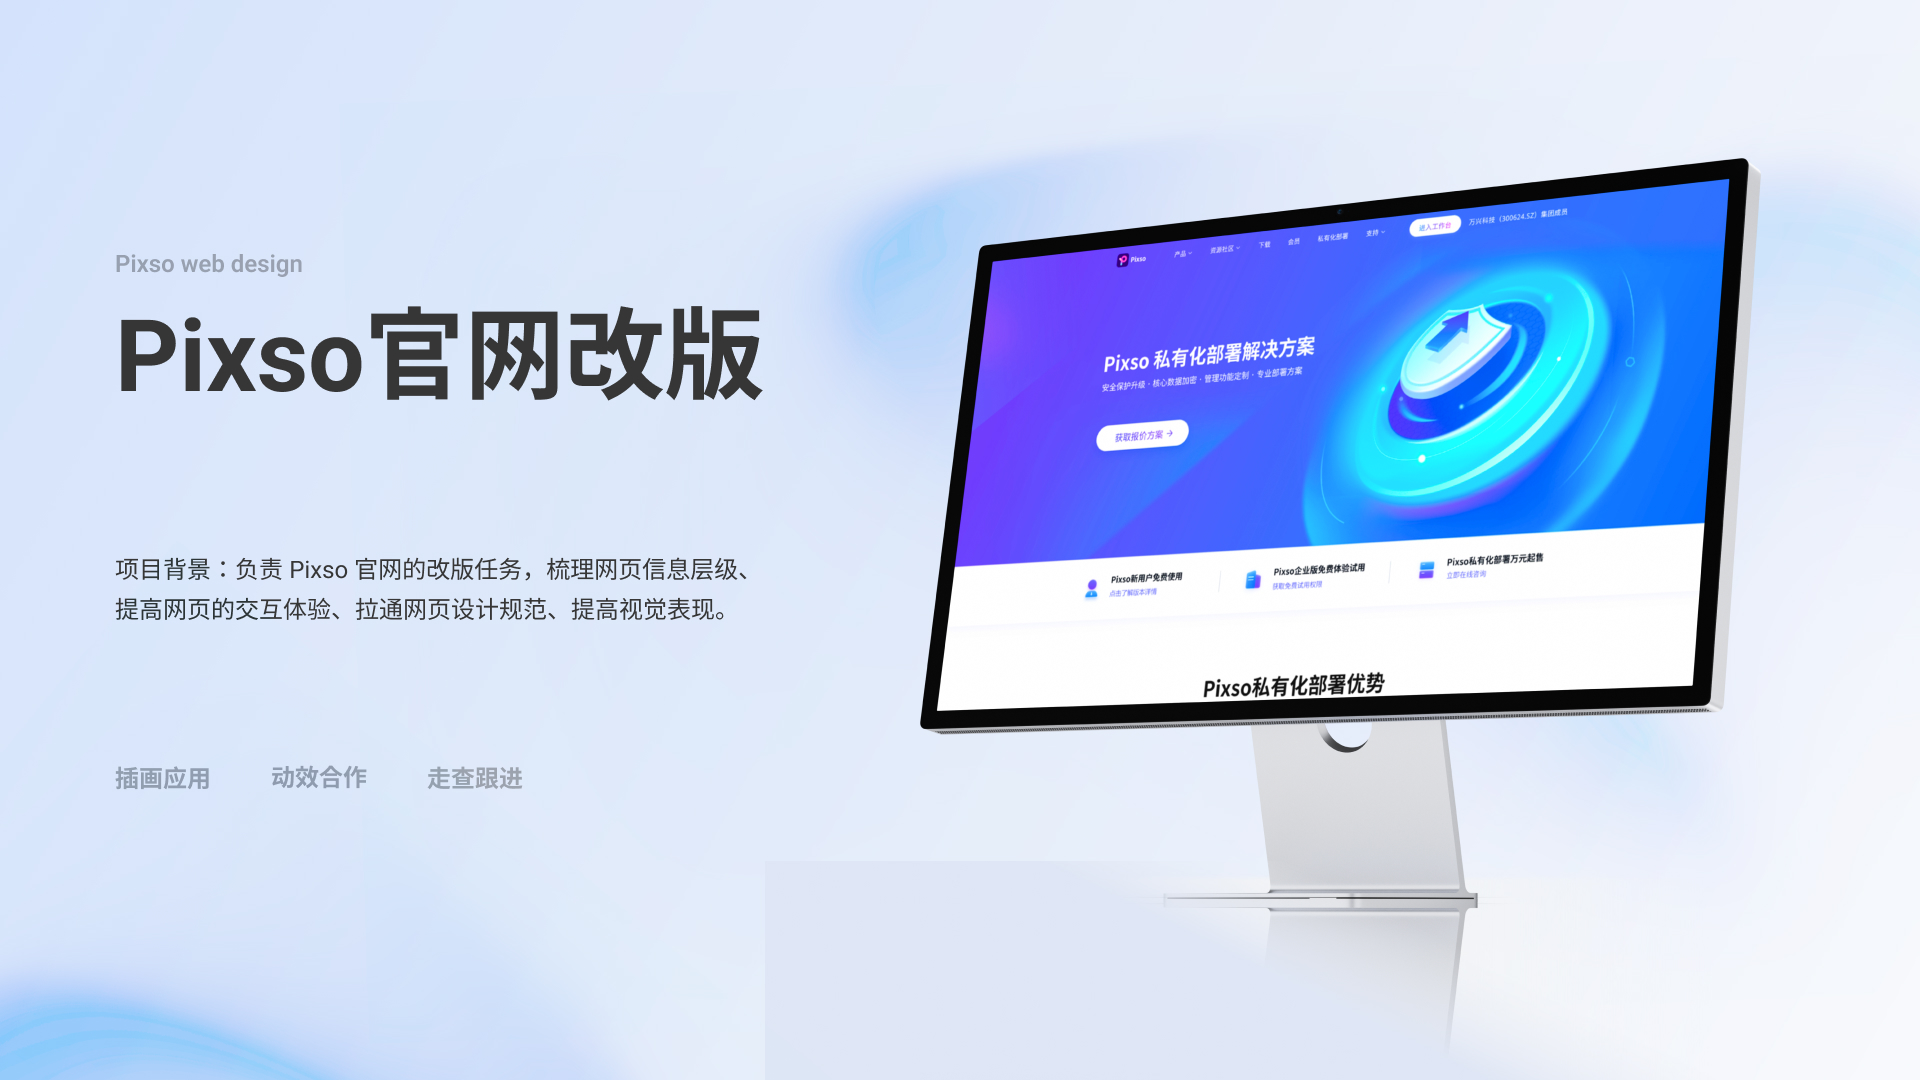 Pixso web design
Pixso官网改版
项目背景：负责 Pixso 官网的改版任务，梳理网页信息层级、
提高网页的交互体验、拉通网页设计规范、提高视觉表现。
插画应用 动效合作 走查跟进
Pixso 产品 资源社区 下载 会员 私有化部署 支持 进入工作台 万兴科技（300624.SZ）集团成员
Pixso 私有化部署解决方案
安全保护升级 · 核心数据加密 · 管理功能定制 · 专业部署方案
获取报价方案 →
Pixso新用户免费使用
点击了解版本详情
Pixso企业版免费体验试用
获取免费试用权限
Pixso私有化部署万元起售
立即在线咨询
Pixso私有化部署优势